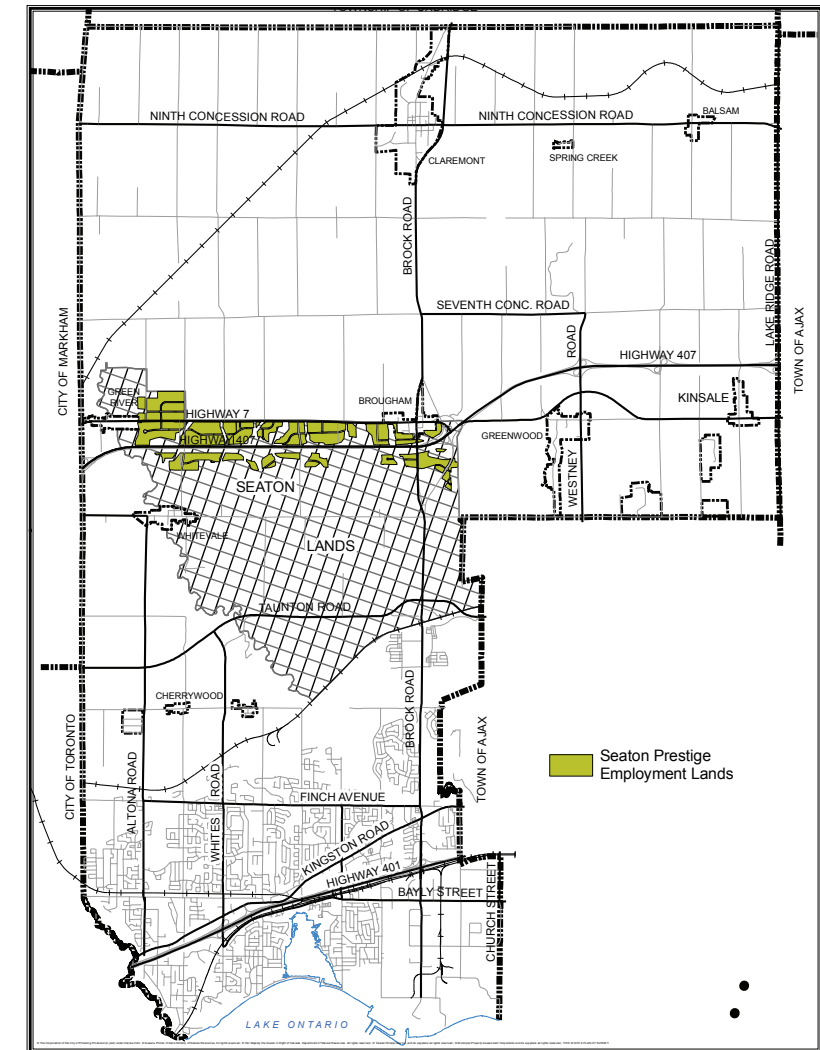 NINTH CONCESSION ROAD
NINTH CONCESSION ROAD
BALSAM
CLAREMONT
SPRING CREEK
BROCK ROAD
LAKE RIDGE ROAD
SEVENTH CONC. ROAD
CITY OF MARKHAM
TOWN OF AJAX
ROAD
HIGHWAY 407
GREEN
RIVER
BROUGHAM
KINSALE
HIGHWAY 7
HIGHWAY 407
GREENWOOD
WESTNEY
SEATON
WHITEVALE
LANDS
TAUNTON ROAD
CHERRYWOOD
BROCK ROAD
TOWN OF AJAX
Seaton Prestige
Employment Lands
CITY OF TORONTO
ALTONA ROAD
WHITES ROAD
FINCH AVENUE
KINGSTON ROAD
HIGHWAY 401
BAYLY STREET
CHURCH STREET
LAKE ONTARIO